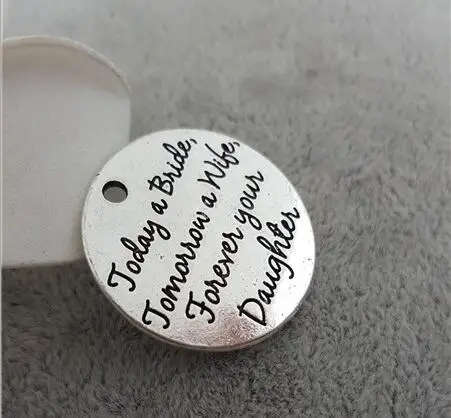 Today a Bride,
Tomorrow a Wife,
Forever your
Daughter